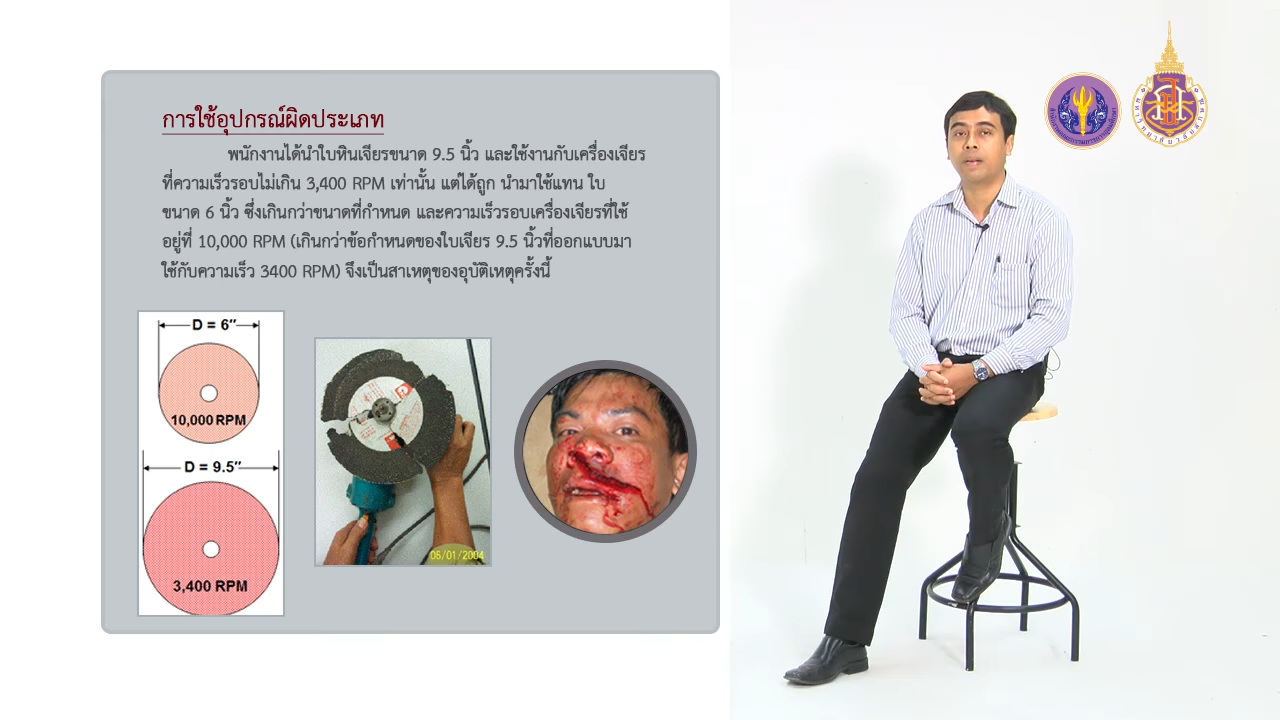 การใช้อุปกรณ์ผิดประเภท
พนักงานได้นำใบหินเจียรขนาด 9.5 นิ้ว และใช้งานกับเครื่องเจียร
ที่ความเร็วรอบไม่เกิน 3,400 RPM เท่านั้น แต่ได้ถูก นำมาใช้แทน ใบ
ขนาด 6 นิ้ว ซึ่งเกินกว่าขนาดที่กำหนด และความเร็วรอบเครื่องเจียรที่ใช้
อยู่ที่ 10,000 RPM (เกินกว่าข้อกำหนดของใบเจียร 9.5 นิ้วที่ออกแบบมา
ใช้กับความเร็ว 3400 RPM) จึงเป็นสาเหตุของอุบัติเหตุครั้งนี้
D = 6"
10,000 RPM
D = 9.5"
3,400 RPM
06/01/2004